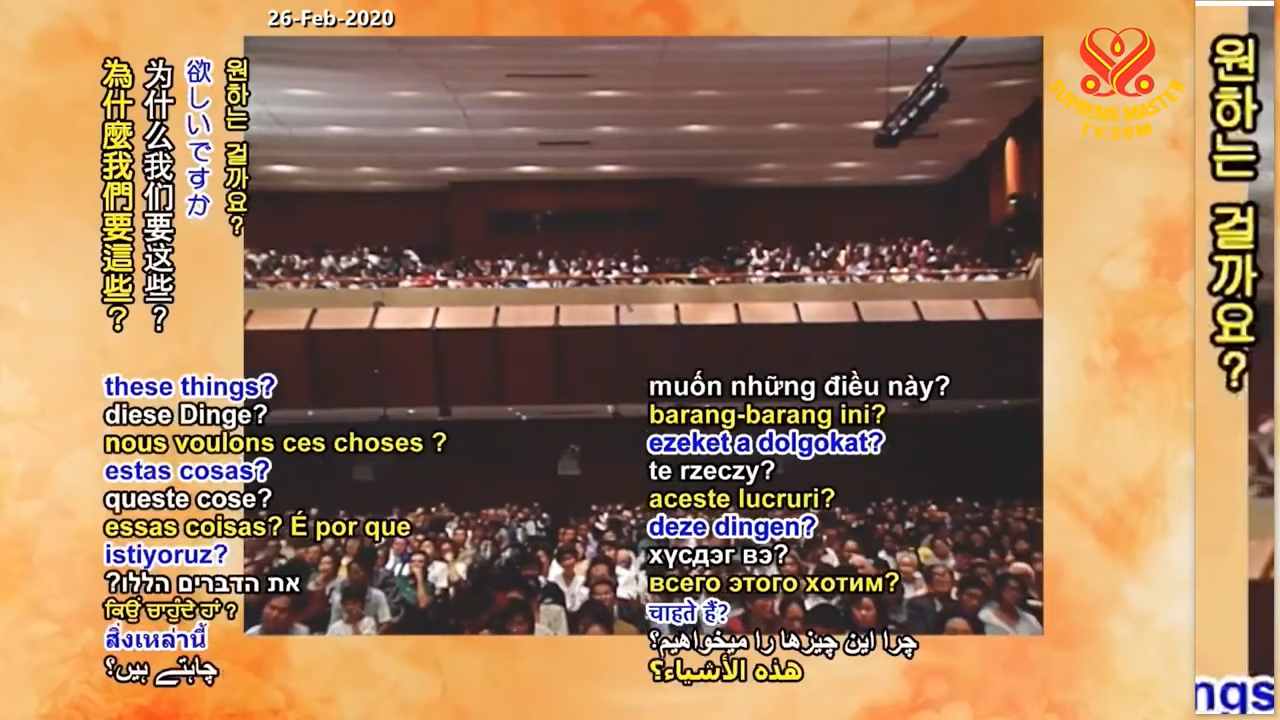 26-Feb-2020
為什麼我們要這些？
为什么我们要这些？
欲しいですか
원하는 걸까요?
SUPREME MASTER
TV.COM
these things?
diese Dinge?
nous voulons ces choses ?
estas cosas?
queste cose?
essas coisas? É por que
istiyoruz?
את הדברים הללו?
ਕਿਉਂ ਚਾਹੁੰਦੇ ਹਾਂ ?
สิ่งเหล่านี้
چاہتے ہیں؟
muốn những điều này?
barang-barang ini?
ezeket a dolgokat?
te rzeczy?
aceste lucruri?
deze dingen?
хүсдэг вэ?
всего этого хотим?
चाहते हैं?
چرا این چیزها را میخواهیم؟
هذه الأشياء؟
원하는 걸까요?
ngs